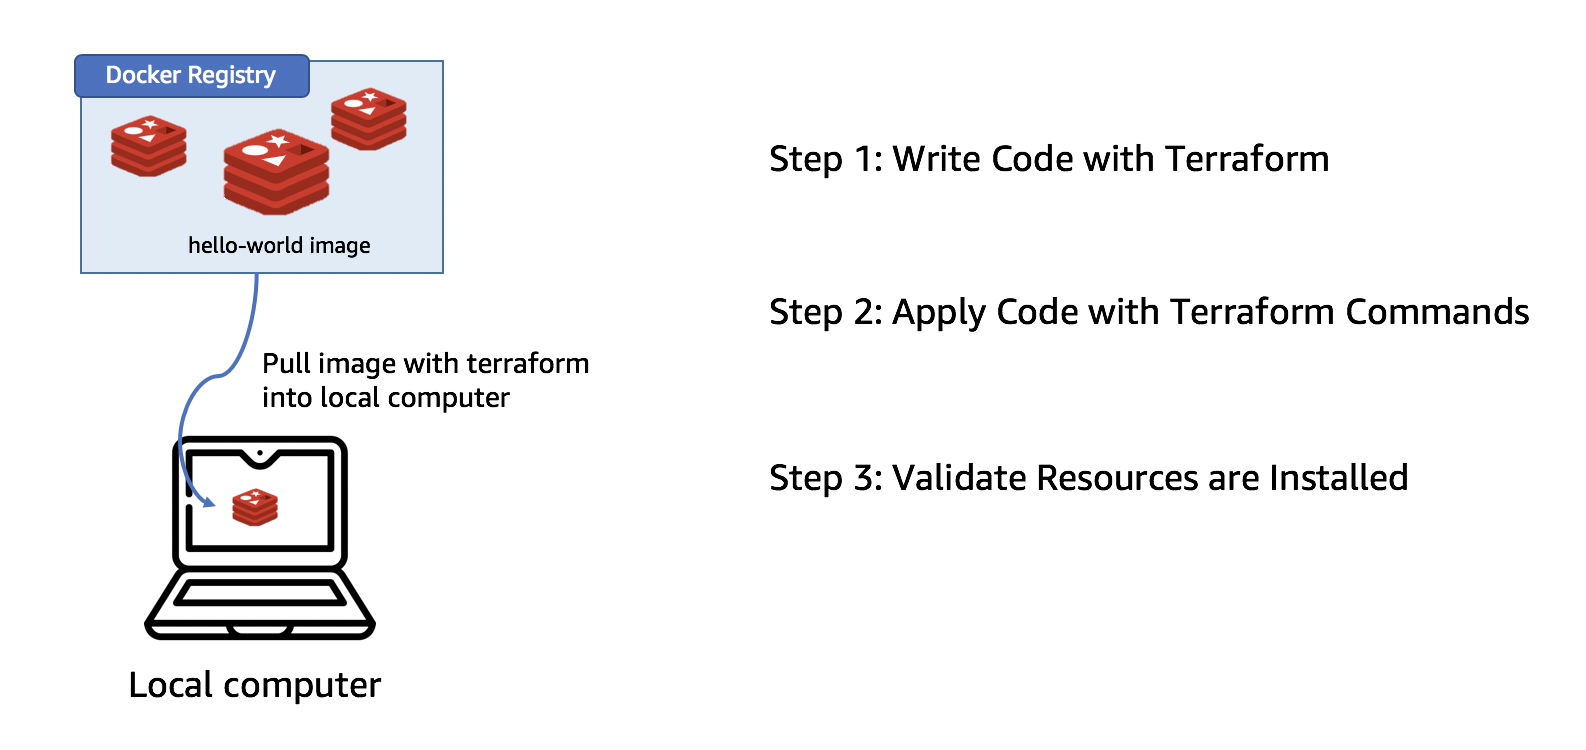 Docker Registry
hello-world image
Pull image with terraform
into local computer
Local computer
Step 1: Write Code with Terraform
Step 2: Apply Code with Terraform Commands
Step 3: Validate Resources are Installed